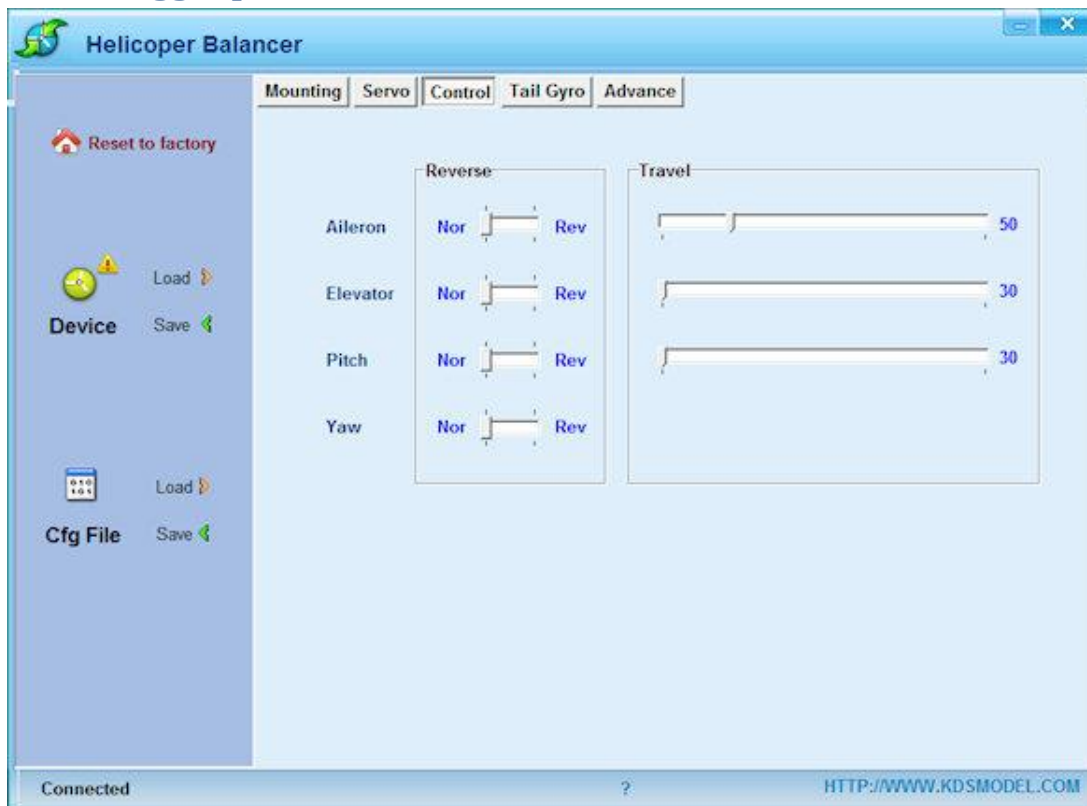 Helicoper Balancer
Mounting Servo Control Tail Gyro Advance
Reset to factory
Reverse Travel
Aileron Nor Rev 50
Load
Elevator Nor Rev 30
Device Save
Pitch Nor Rev 30
Yaw Nor Rev
Load
Cfg File Save
Connected ? HTTP://WWW.KDSMODEL.COM